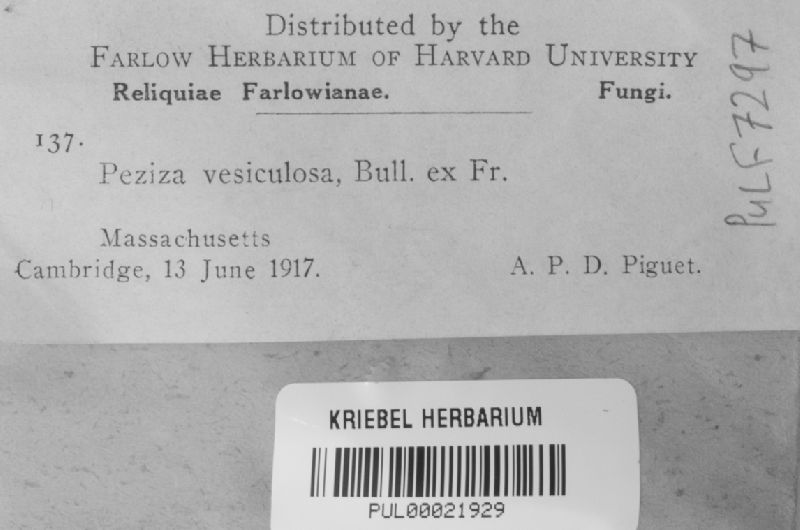 Distributed by the
FARLOW HERBARIUM OF HARVARD UNIVERSITY
Reliquiae Farlowianae. Fungi.
137.
Peziza vesiculosa, Bull. ex Fr.
Massachusetts
Cambridge, 13 June 1917. A. P. D. Piguet.
PuLF7297
KRIEBEL HERBARIUM
PUL00021929